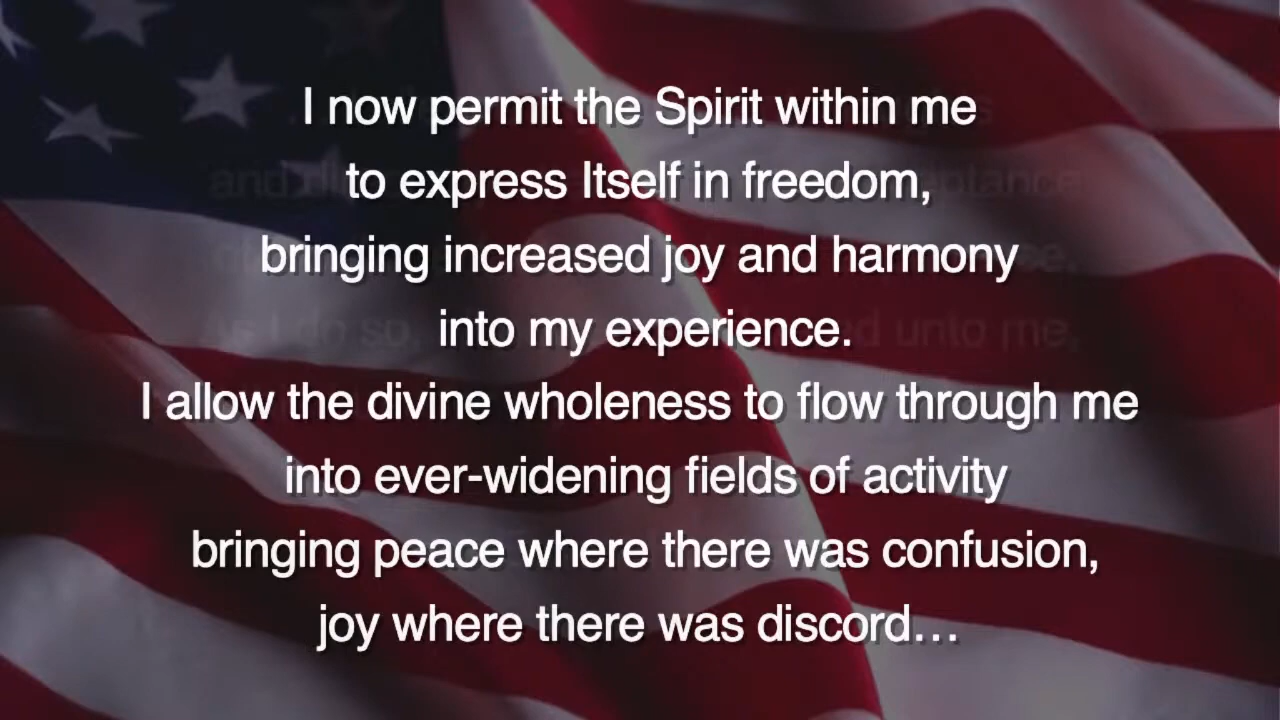 I now permit the Spirit within me
to express Itself in freedom,
bringing increased joy and harmony
into my experience.
I allow the divine wholeness to flow through me
into ever-widening fields of activity
bringing peace where there was confusion,
joy where there was discord…